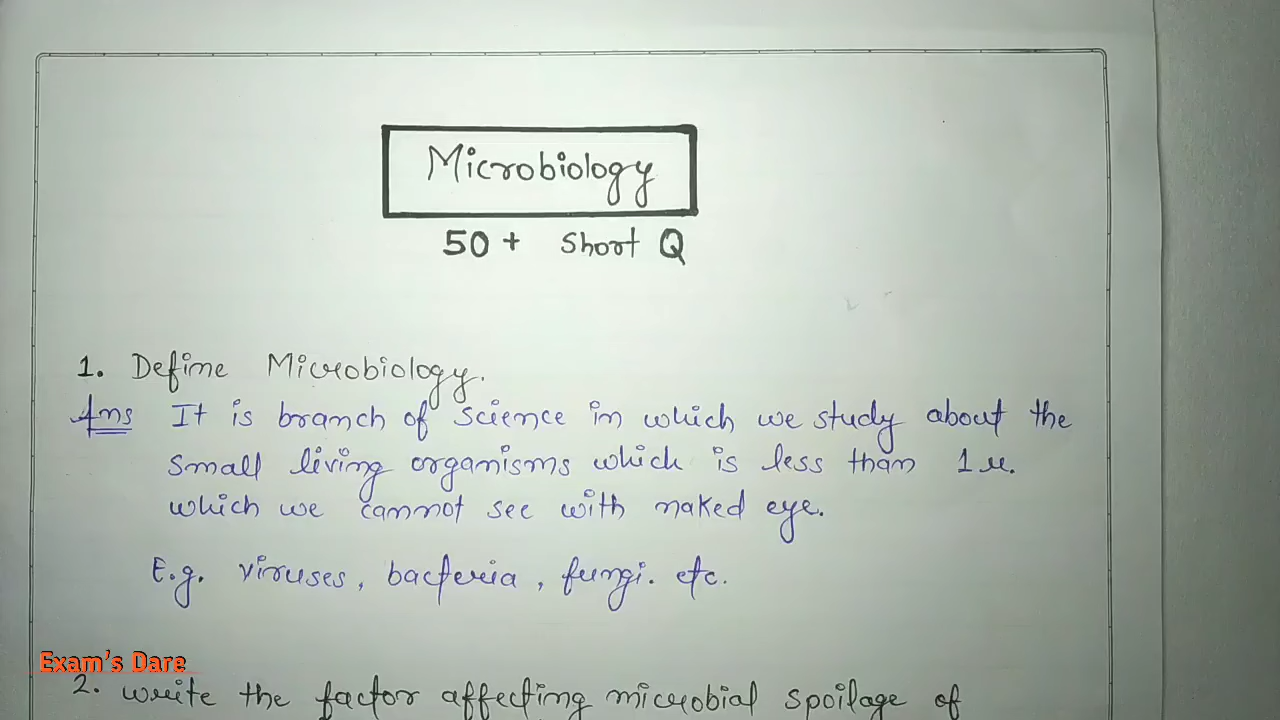 Microbiology
50+ Short Q
1. Define Microbiology.
Ans It is branch of science in which we study about the
small living organisms which is less than 1 u.
which we cannot see with naked eye.
E.g. viruses, bacteria, fungi. etc.
Exam's Dare
2. write the factor affecting microbial spoilage of